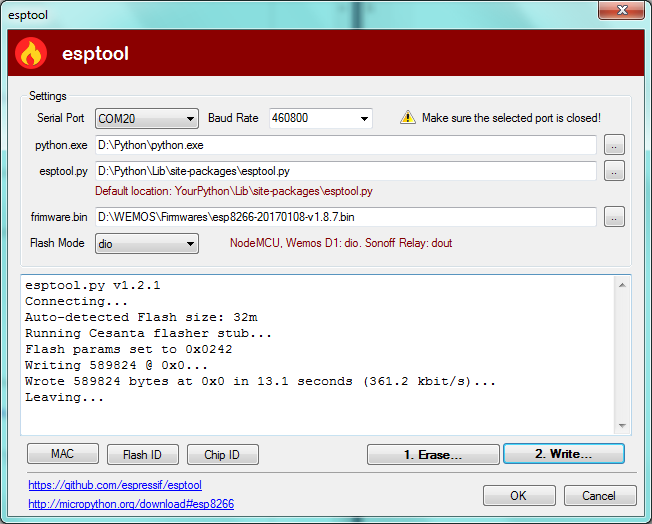 esptool
esptool
Settings
Serial Port COM20 Baud Rate 460800 Make sure the selected port is closed!
python.exe D:\Python\python.exe ..
esptool.py D:\Python\Lib\site-packages\esptool.py ..
Default location: YourPython\Lib\site-packages\esptool.py
frimware.bin D:\WEMOS\Firmwares\esp8266-20170108-v1.8.7.bin ..
Flash Mode dio NodeMCU, Wemos D1: dio. Sonoff Relay: dout
esptool.py v1.2.1
Connecting...
Auto-detected Flash size: 32m
Running Cesanta flasher stub...
Flash params set to 0x0242
Writing 589824 @ 0x0...
Wrote 589824 bytes at 0x0 in 13.1 seconds (361.2 kbit/s)...
Leaving...
MAC Flash ID Chip ID 1. Erase... 2. Write...
https://github.com/espressif/esptool
http://micropython.org/download#esp8266
OK Cancel